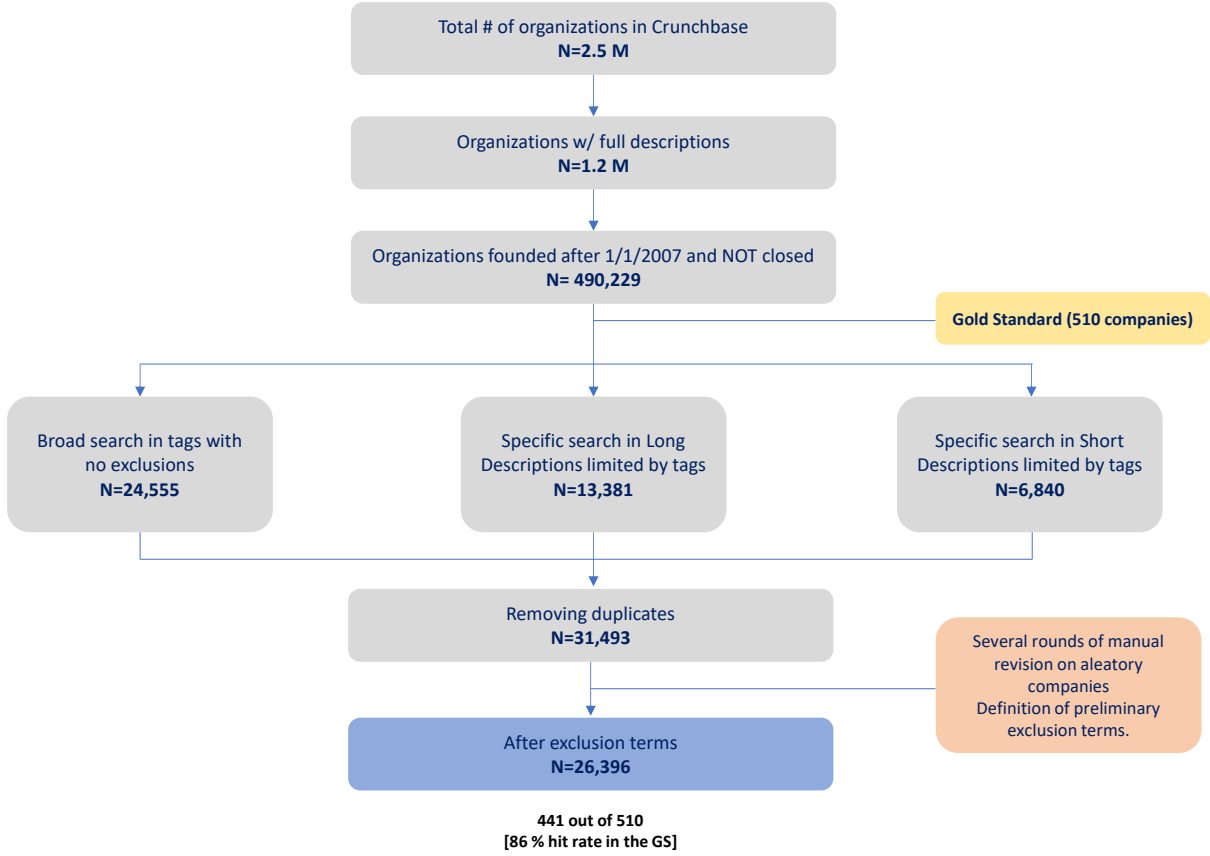 Total # of organizations in Crunchbase
N=2.5 M
Organizations w/ full descriptions
N=1.2 M
Organizations founded after 1/1/2007 and NOT closed
N= 490,229
Gold Standard (510 companies)
Broad search in tags with
no exclusions
N=24,555
Specific search in Long
Descriptions limited by tags
N=13,381
Specific search in Short
Descriptions limited by tags
N=6,840
Removing duplicates
N=31,493
Several rounds of manual
revision on aleatory
companies
Definition of preliminary
exclusion terms.
After exclusion terms
N=26,396
441 out of 510
[86 % hit rate in the GS]